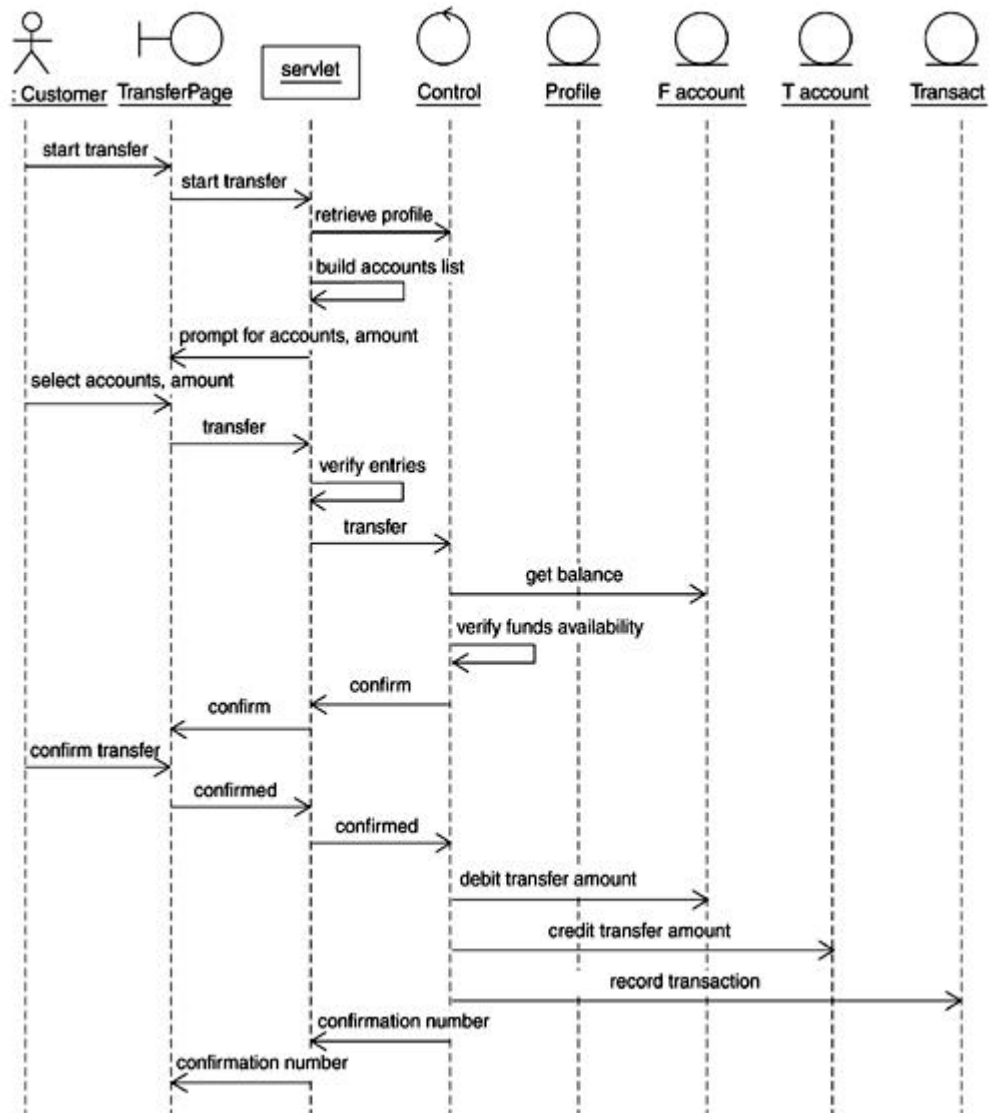 servlet
: Customer
TransferPage
Control
Profile
F account
T account
Transact
start transfer
start transfer
retrieve profile
build accounts list
prompt for accounts, amount
select accounts, amount
transfer
verify entries
transfer
get balance
verify funds availability
confirm
confirm
confirm transfer
confirmed
confirmed
debit transfer amount
credit transfer amount
record transaction
confirmation number
confirmation number